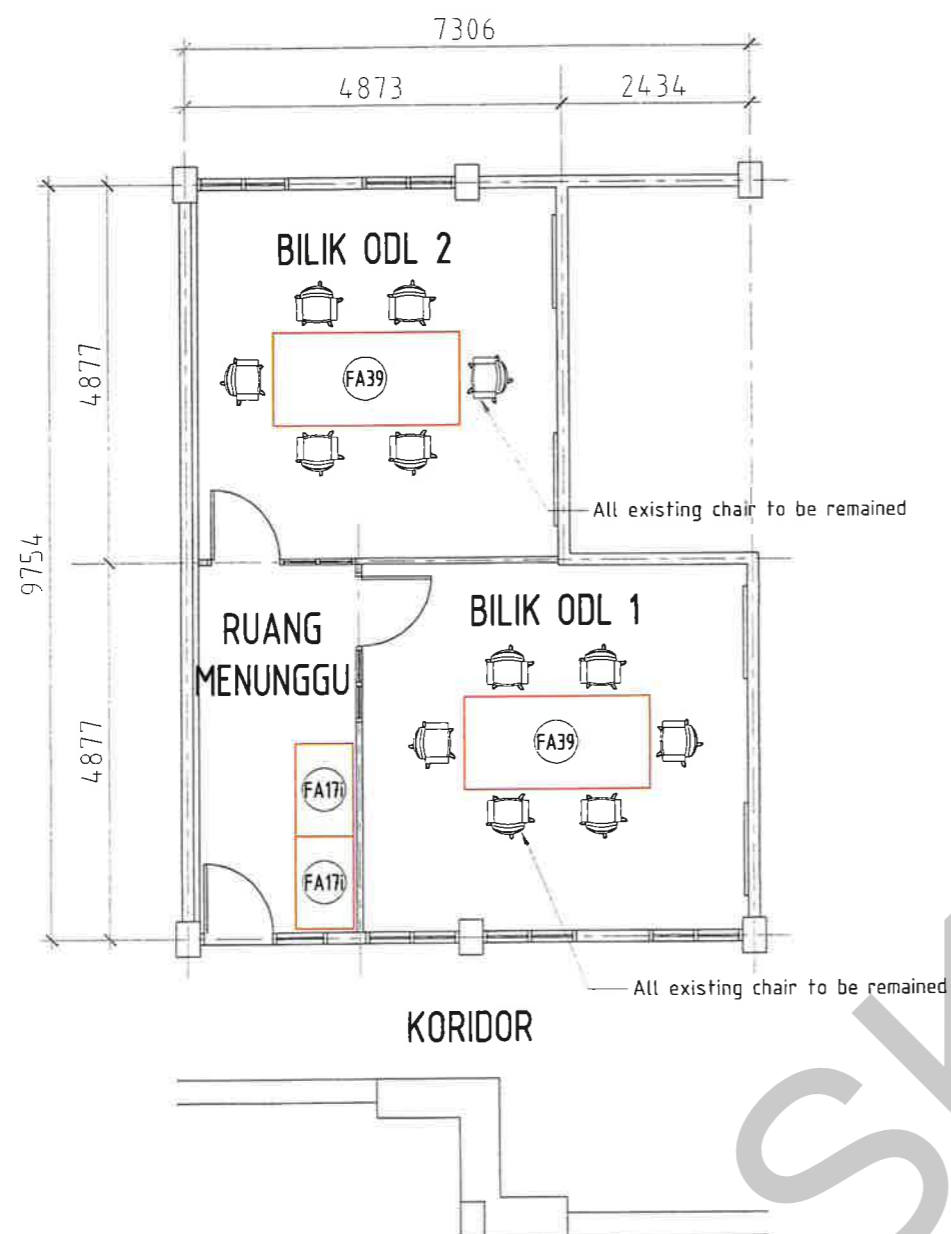 7306
4873
2434
BILIK ODL 2
FA39
4877
9754
All existing chair to be remained
RUANG
MENUNGGU
BILIK ODL 1
FA39
4877
FA17i
FA17i
All existing chair to be remained
KORIDOR
SK